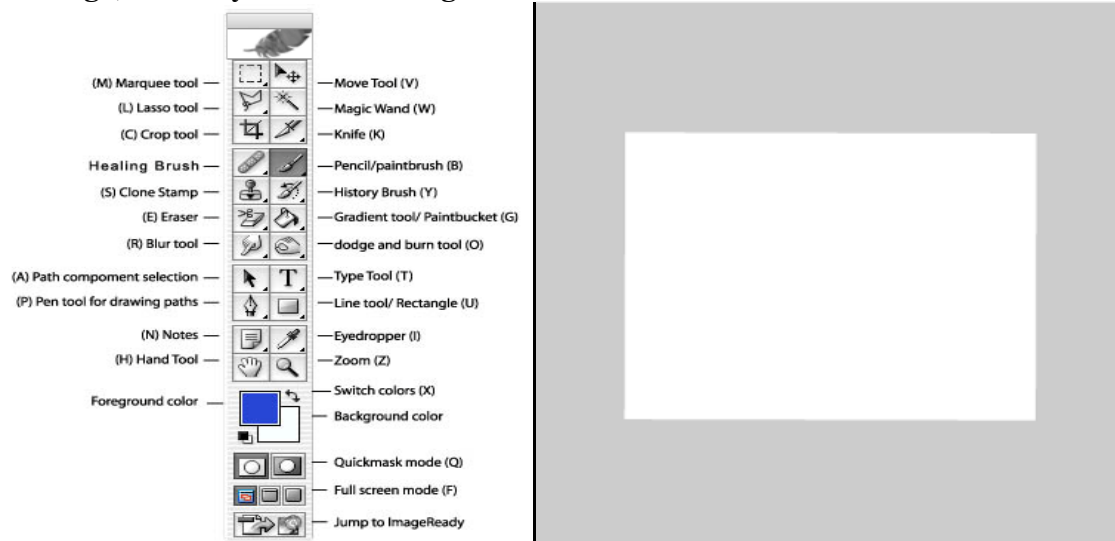 (M) Marquee tool
Move Tool (V)
(L) Lasso tool
Magic Wand (W)
(C) Crop tool
Knife (K)
Healing Brush
Pencil/paintbrush (B)
(S) Clone Stamp
History Brush (Y)
(E) Eraser
Gradient tool/ Paintbucket (G)
(R) Blur tool
dodge and burn tool (O)
(A) Path compoment selection
Type Tool (T)
(P) Pen tool for drawing paths
Line tool/ Rectangle (U)
(N) Notes
Eyedropper (I)
(H) Hand Tool
Zoom (Z)
Switch colors (X)
Foreground color
Background color
Quickmask mode (Q)
Full screen mode (F)
Jump to ImageReady